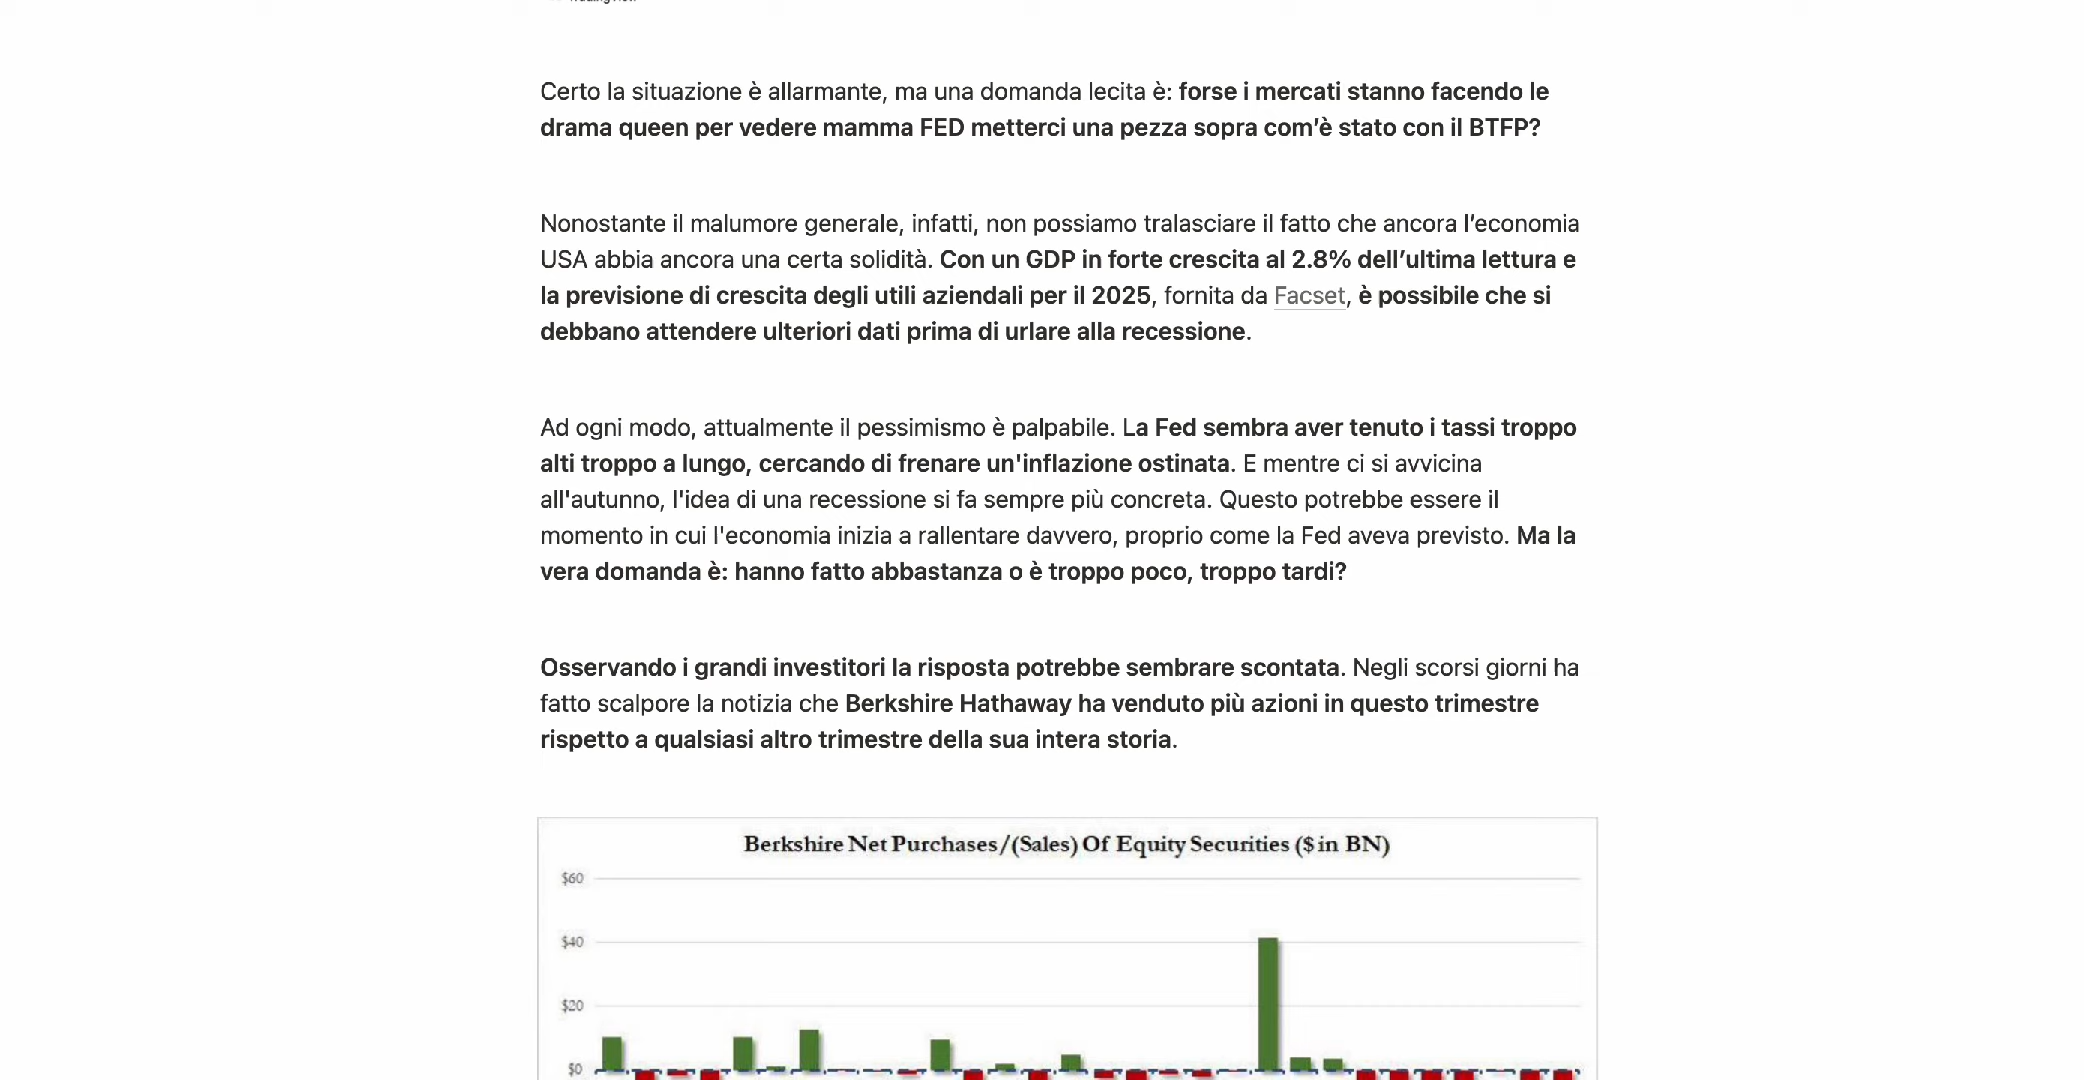 Certo la situazione è allarmante, ma una domanda lecita è: forse i mercati stanno facendo le
drama queen per vedere mamma FED metterci una pezza sopra com’è stato con il BTFP?
Nonostante il malumore generale, infatti, non possiamo tralasciare il fatto che ancora l’economia
USA abbia ancora una certa solidità. Con un GDP in forte crescita al 2.8% dell’ultima lettura e
la previsione di crescita degli utili aziendali per il 2025, fornita da Facset, è possibile che si
debbano attendere ulteriori dati prima di urlare alla recessione.
Ad ogni modo, attualmente il pessimismo è palpabile. La Fed sembra aver tenuto i tassi troppo
alti troppo a lungo, cercando di frenare un'inflazione ostinata. E mentre ci si avvicina
all'autunno, l'idea di una recessione si fa sempre più concreta. Questo potrebbe essere il
momento in cui l'economia inizia a rallentare davvero, proprio come la Fed aveva previsto. Ma la
vera domanda è: hanno fatto abbastanza o è troppo poco, troppo tardi?
Osservando i grandi investitori la risposta potrebbe sembrare scontata. Negli scorsi giorni ha
fatto scalpore la notizia che Berkshire Hathaway ha venduto più azioni in questo trimestre
rispetto a qualsiasi altro trimestre della sua intera storia.
Berkshire Net Purchases/(Sales) Of Equity Securities ($ in BN)
$60
$40
$20
$0